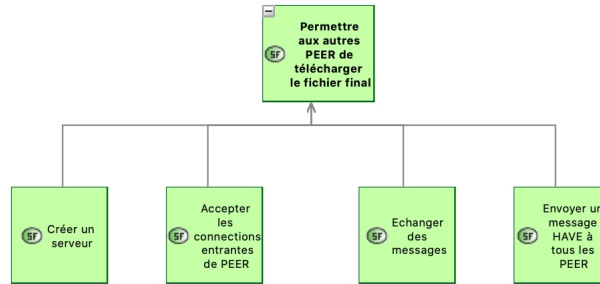 Permettre
aux autres
PEER de
télécharger
le fichier final
SF
SF
Créer un
serveur
Accepter
les
SF
connections
entrantes
de PEER
SF
Echanger
des
messages
Envoyer un
message
SF
HAVE à
tous les
PEER